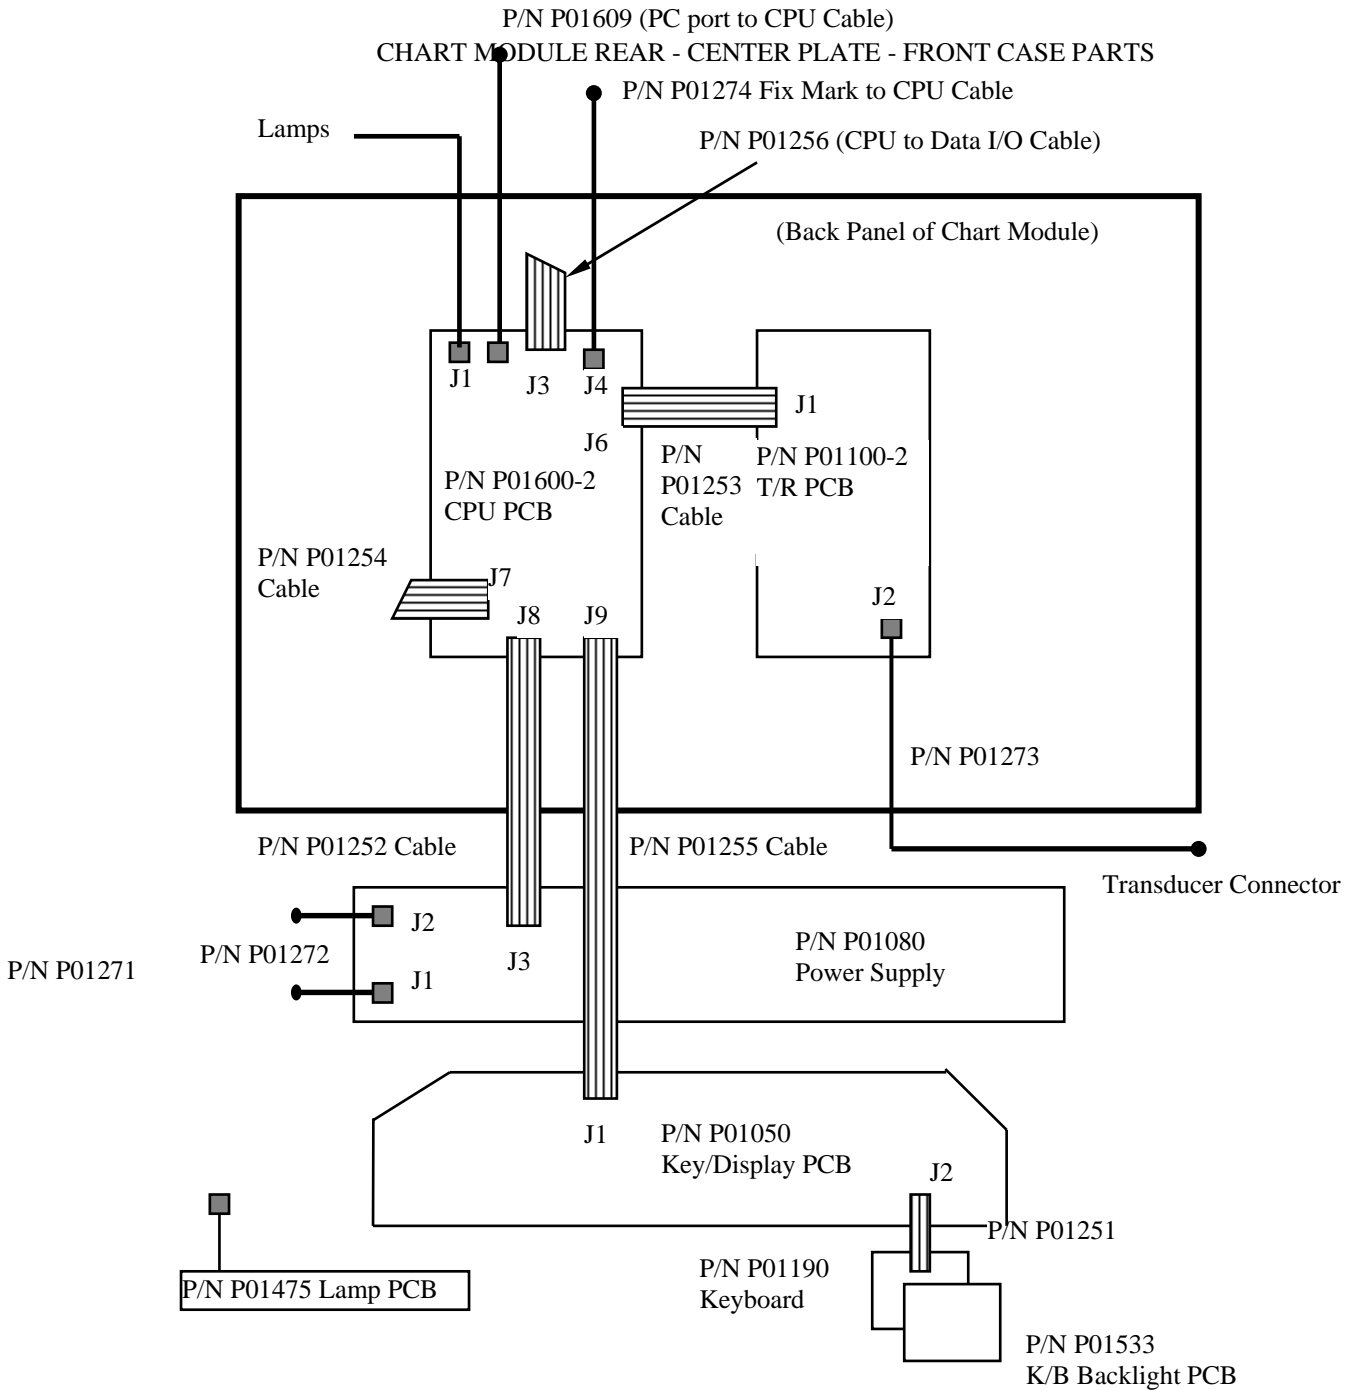 P/N P01609 (PC port to CPU Cable)
CHART MODULE REAR - CENTER PLATE - FRONT CASE PARTS
P/N P01274 Fix Mark to CPU Cable
Lamps
P/N P01256 (CPU to Data I/O Cable)
(Back Panel of Chart Module)
J1
J3
J4
J1
J6
P/N
P01253
Cable
P/N P01100-2
T/R PCB
P/N P01600-2
CPU PCB
P/N P01254
Cable
J7
J8
J9
J2
P/N P01273
P/N P01252 Cable
P/N P01255 Cable
Transducer Connector
J2
P/N P01272
P/N P01271
J1
J3
P/N P01080
Power Supply
J1
P/N P01050
Key/Display PCB
J2
P/N P01251
P/N P01475 Lamp PCB
P/N P01190
Keyboard
P/N P01533
K/B Backlight PCB